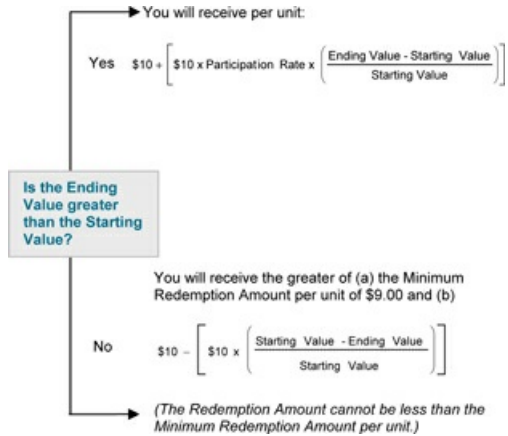 You will receive per unit:
Yes $10 + [ $10 x Participation Rate x ( Ending Value - Starting Value
Starting Value ) ]
Is the Ending
Value greater
than the Starting
Value?
You will receive the greater of (a) the Minimum
Redemption Amount per unit of $9.00 and (b)
No $10 – [ $10 x ( Starting Value - Ending Value
Starting Value ) ]
(The Redemption Amount cannot be less than the
Minimum Redemption Amount per unit.)